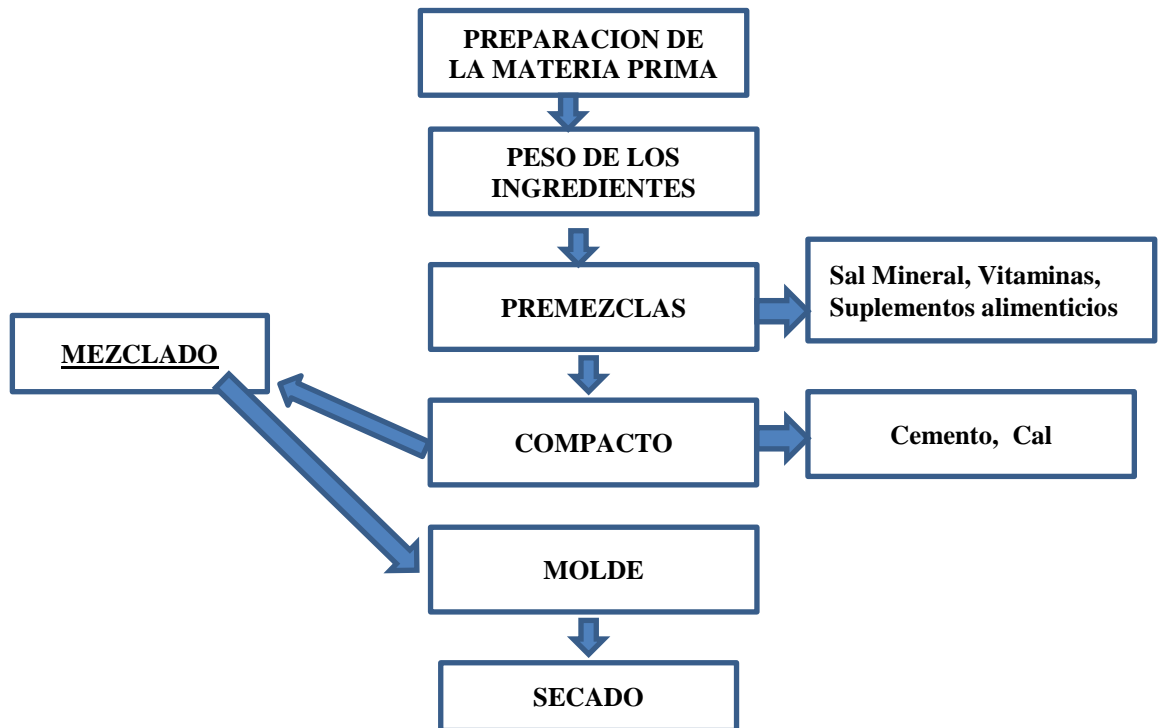 PREPARACION DE
LA MATERIA PRIMA
PESO DE LOS
INGREDIENTES
PREMEZCLAS
Sal Mineral, Vitaminas,
Suplementos alimenticios
MEZCLADO
COMPACTO
Cemento, Cal
MOLDE
SECADO